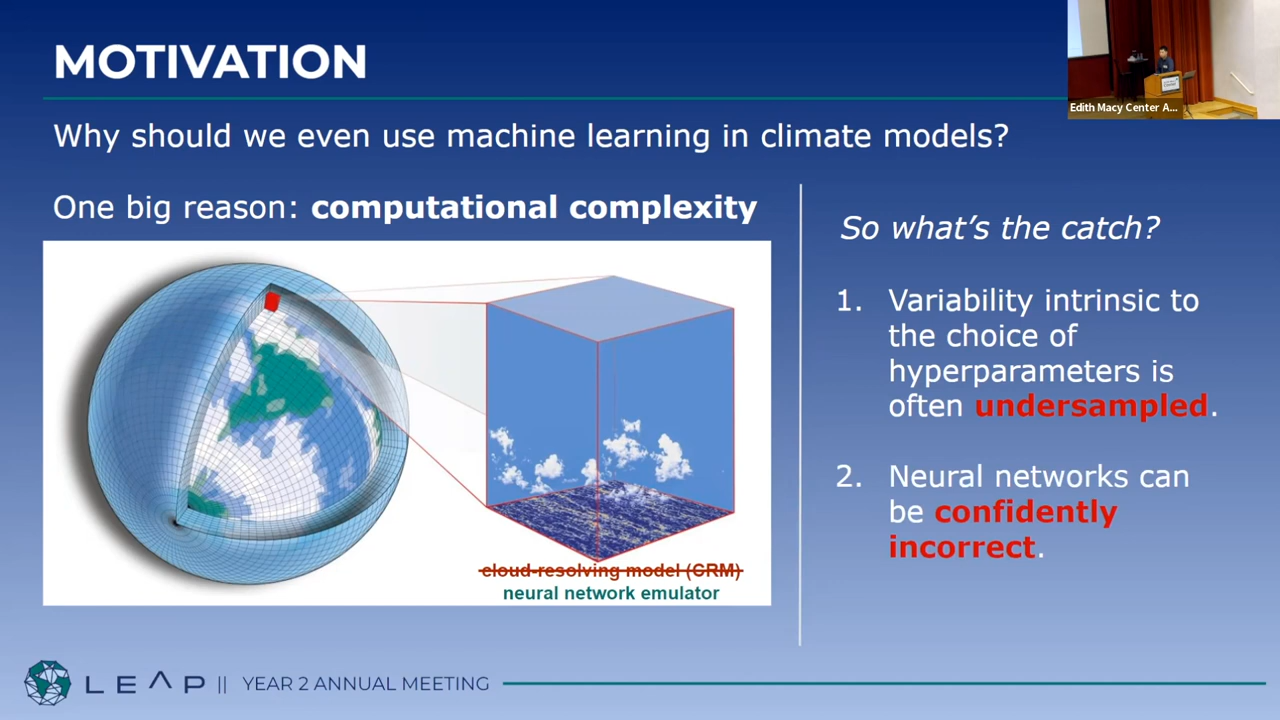 MOTIVATION
Edith Macy Center A...
Why should we even use machine learning in climate models?
One big reason: computational complexity
cloud-resolving model (CRM)
neural network emulator
So what's the catch?
1. Variability intrinsic to
the choice of
hyperparameters is
often undersampled.
2. Neural networks can
be confidently
incorrect.
LEAP || YEAR 2 ANNUAL MEETING